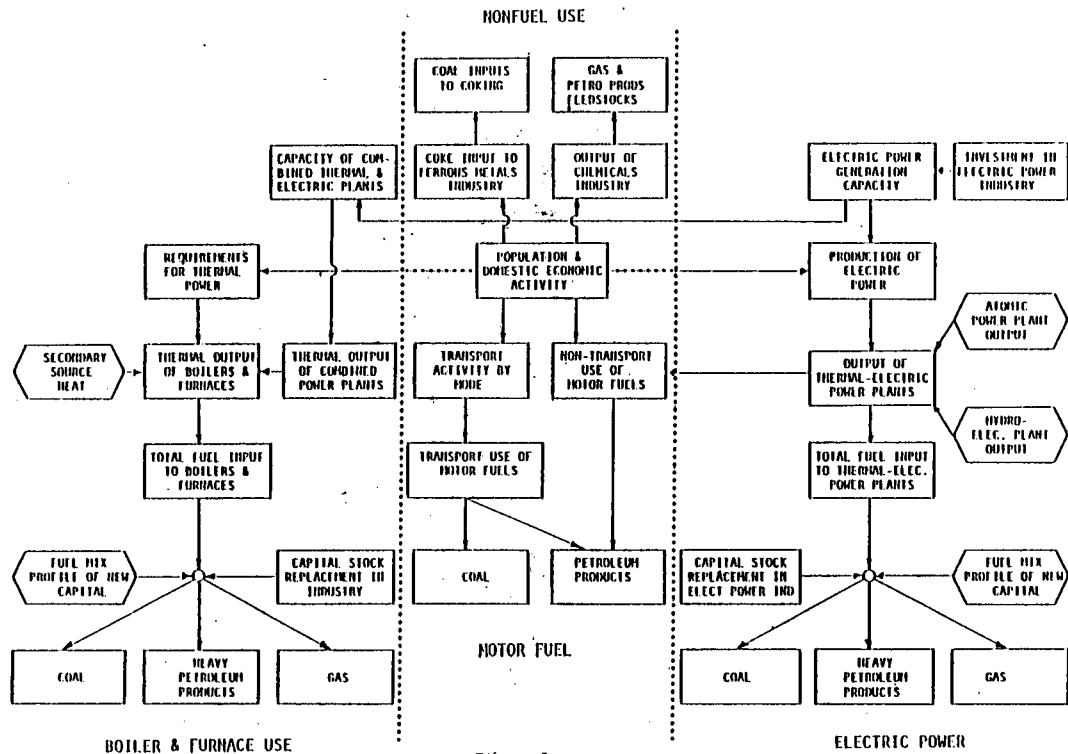 NONFUEL USE
COAL INPUTS
TO COKING
GAS &
PETRO PRODS
FEEDSTOCKS
CAPACITY OF COM-
BINED THERMAL &
ELECTRIC PLANTS
COKE INPUT TO
FERROUS METALS
INDUSTRY
OUTPUT OF
CHEMICALS
INDUSTRY
ELECTRIC POWER
GENERATION
CAPACITY
INVESTMENT IN
ELECTRIC POWER
INDUSTRY
REQUIREMENTS
FOR THERMAL
POWER
POPULATION &
DOMESTIC ECONOMIC
ACTIVITY
PRODUCTION OF
ELECTRIC
POWER
ATOMIC
POWER PLANT
OUTPUT
SECONDARY
SOURCE
HEAT
THERMAL OUTPUT
OF BOILERS &
FURNACES
THERMAL OUTPUT
OF COMBINED
POWER PLANTS
TRANSPORT
ACTIVITY BY
MODE
NON-TRANSPORT
USE OF
MOTOR FUELS
OUTPUT OF
THERMAL-ELECTRIC
POWER PLANTS
HYDRO-
ELEC. PLANT
OUTPUT
TOTAL FUEL INPUT
TO BOILERS &
FURNACES
TRANSPORT USE OF
MOTOR FUELS
TOTAL FUEL INPUT
TO THERMAL-ELEC.
POWER PLANTS
FUEL MIX
PROFILE OF NEW
CAPITAL
CAPITAL STOCK
REPLACEMENT IN
INDUSTRY
COAL
PETROLEUM
PRODUCTS
CAPITAL STOCK
REPLACEMENT IN
ELECT POWER IND
FUEL MIX
PROFILE OF NEW
CAPITAL
COAL
HEAVY
PETROLEUM
PRODUCTS
GAS
MOTOR FUEL
COAL
HEAVY
PETROLEUM
PRODUCTS
GAS
BOILER & FURNACE USE
ELECTRIC POWER